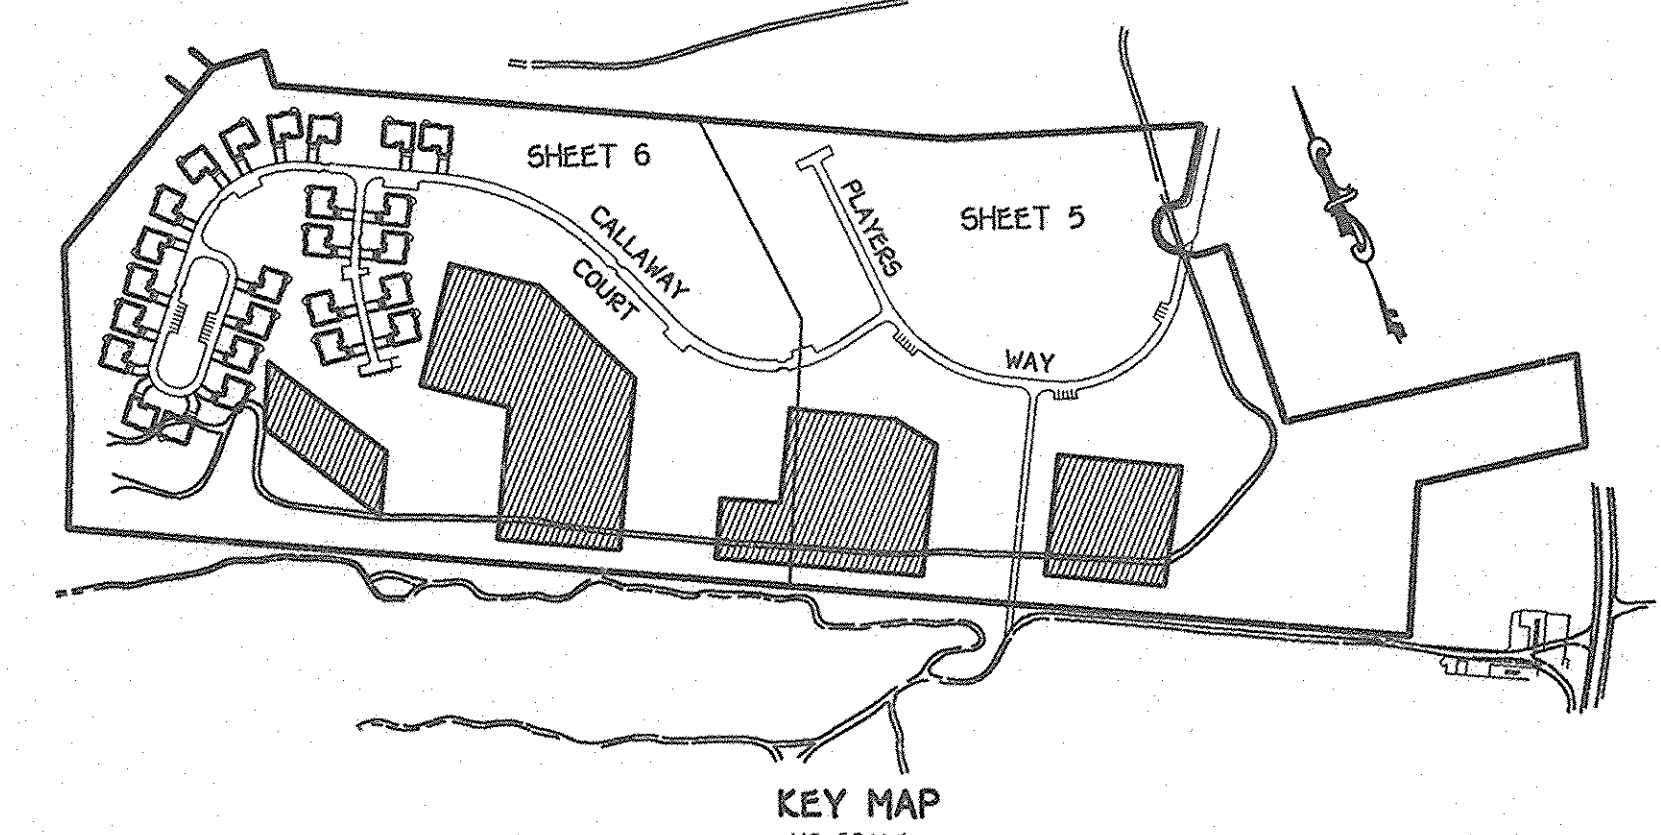 SHEET 6
SHEET 5
PLAYERS
CALLAWAY
COURT
WAY
KEY MAP